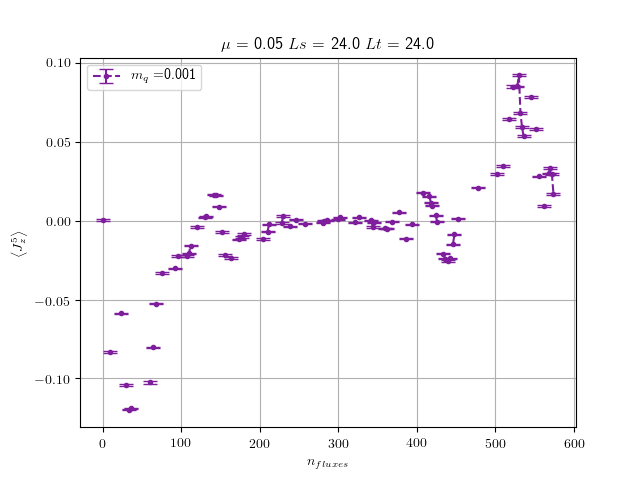 μ = 0.05 Ls = 24.0 Lt = 24.0
m_q =0.001
0.10
0.05
0.00
−0.05
−0.10
⟨J_z^5⟩
0 100 200 300 400 500 600
n_fluxes